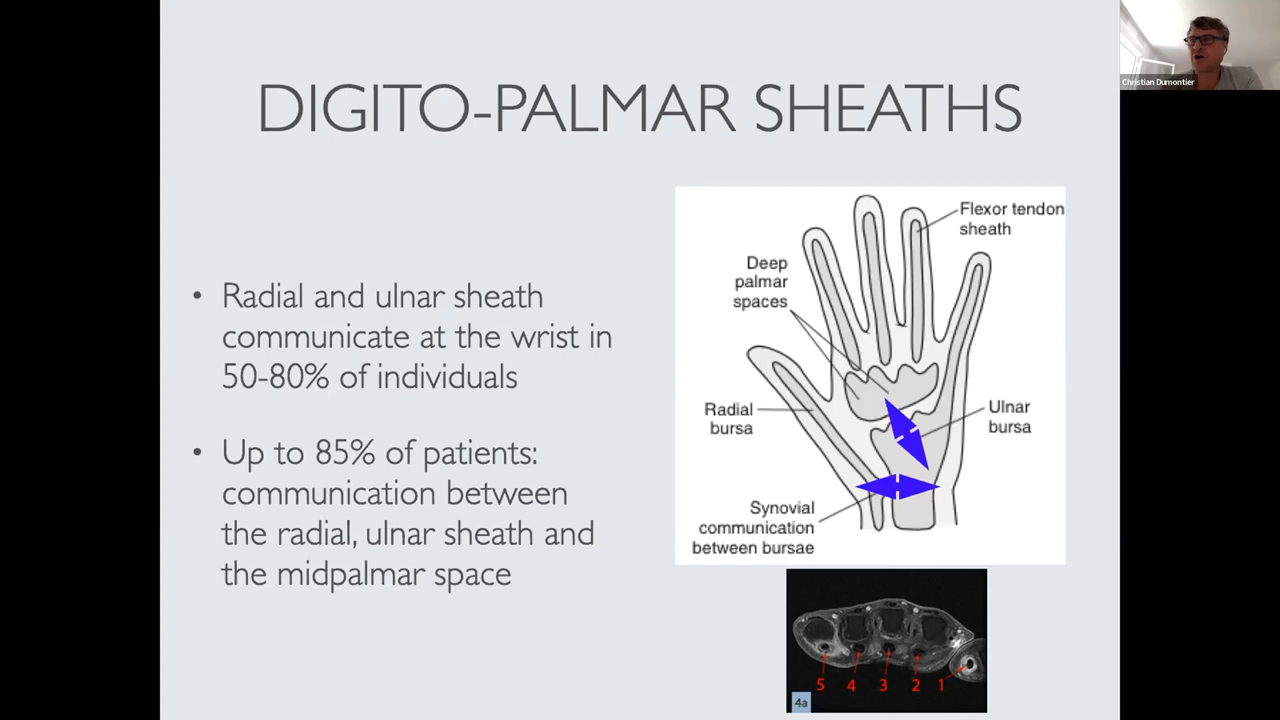 Christian Dumontier
DIGITO-PALMAR SHEATHS
• Radial and ulnar sheath
communicate at the wrist in
50-80% of individuals
• Up to 85% of patients:
communication between
the radial, ulnar sheath and
the midpalmar space
Flexor tendon
sheath
Deep
palmar
spaces
Radial
bursa
Ulnar
bursa
Synovial
communication
between bursae
5 4 3 2 1
4a